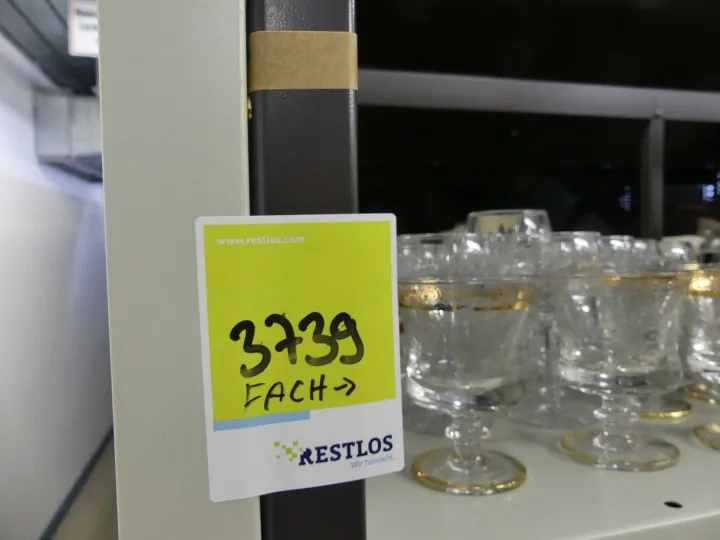 www.restlos.com
3739
FACH →
RESTLOS
Wir handeln.